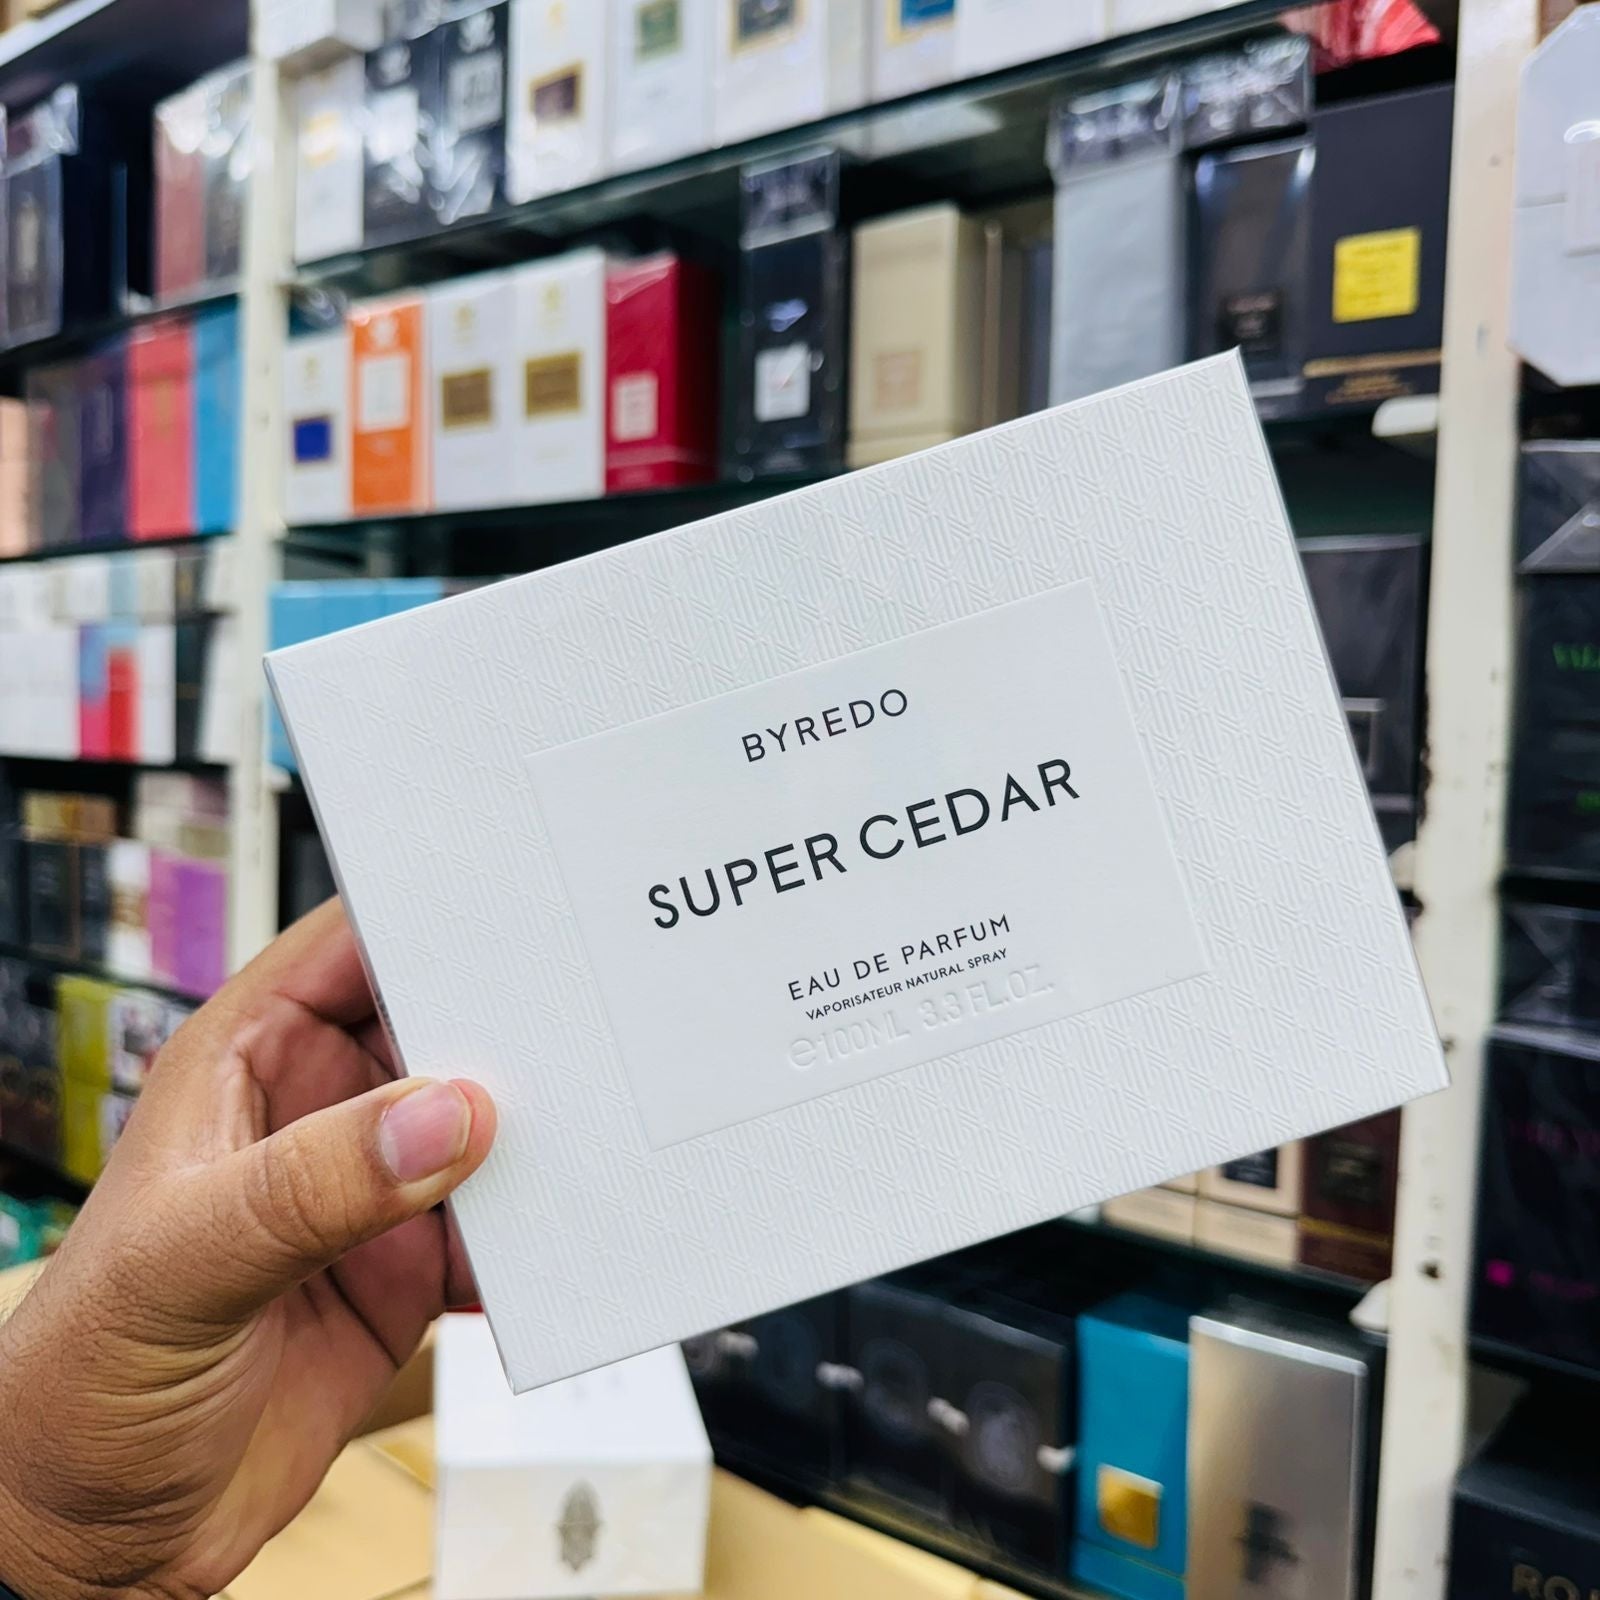 BYREDO
SUPER CEDAR
EAU DE PARFUM
VAPORISATEUR NATURAL SPRAY
e 100ML 3.3 FL.OZ.